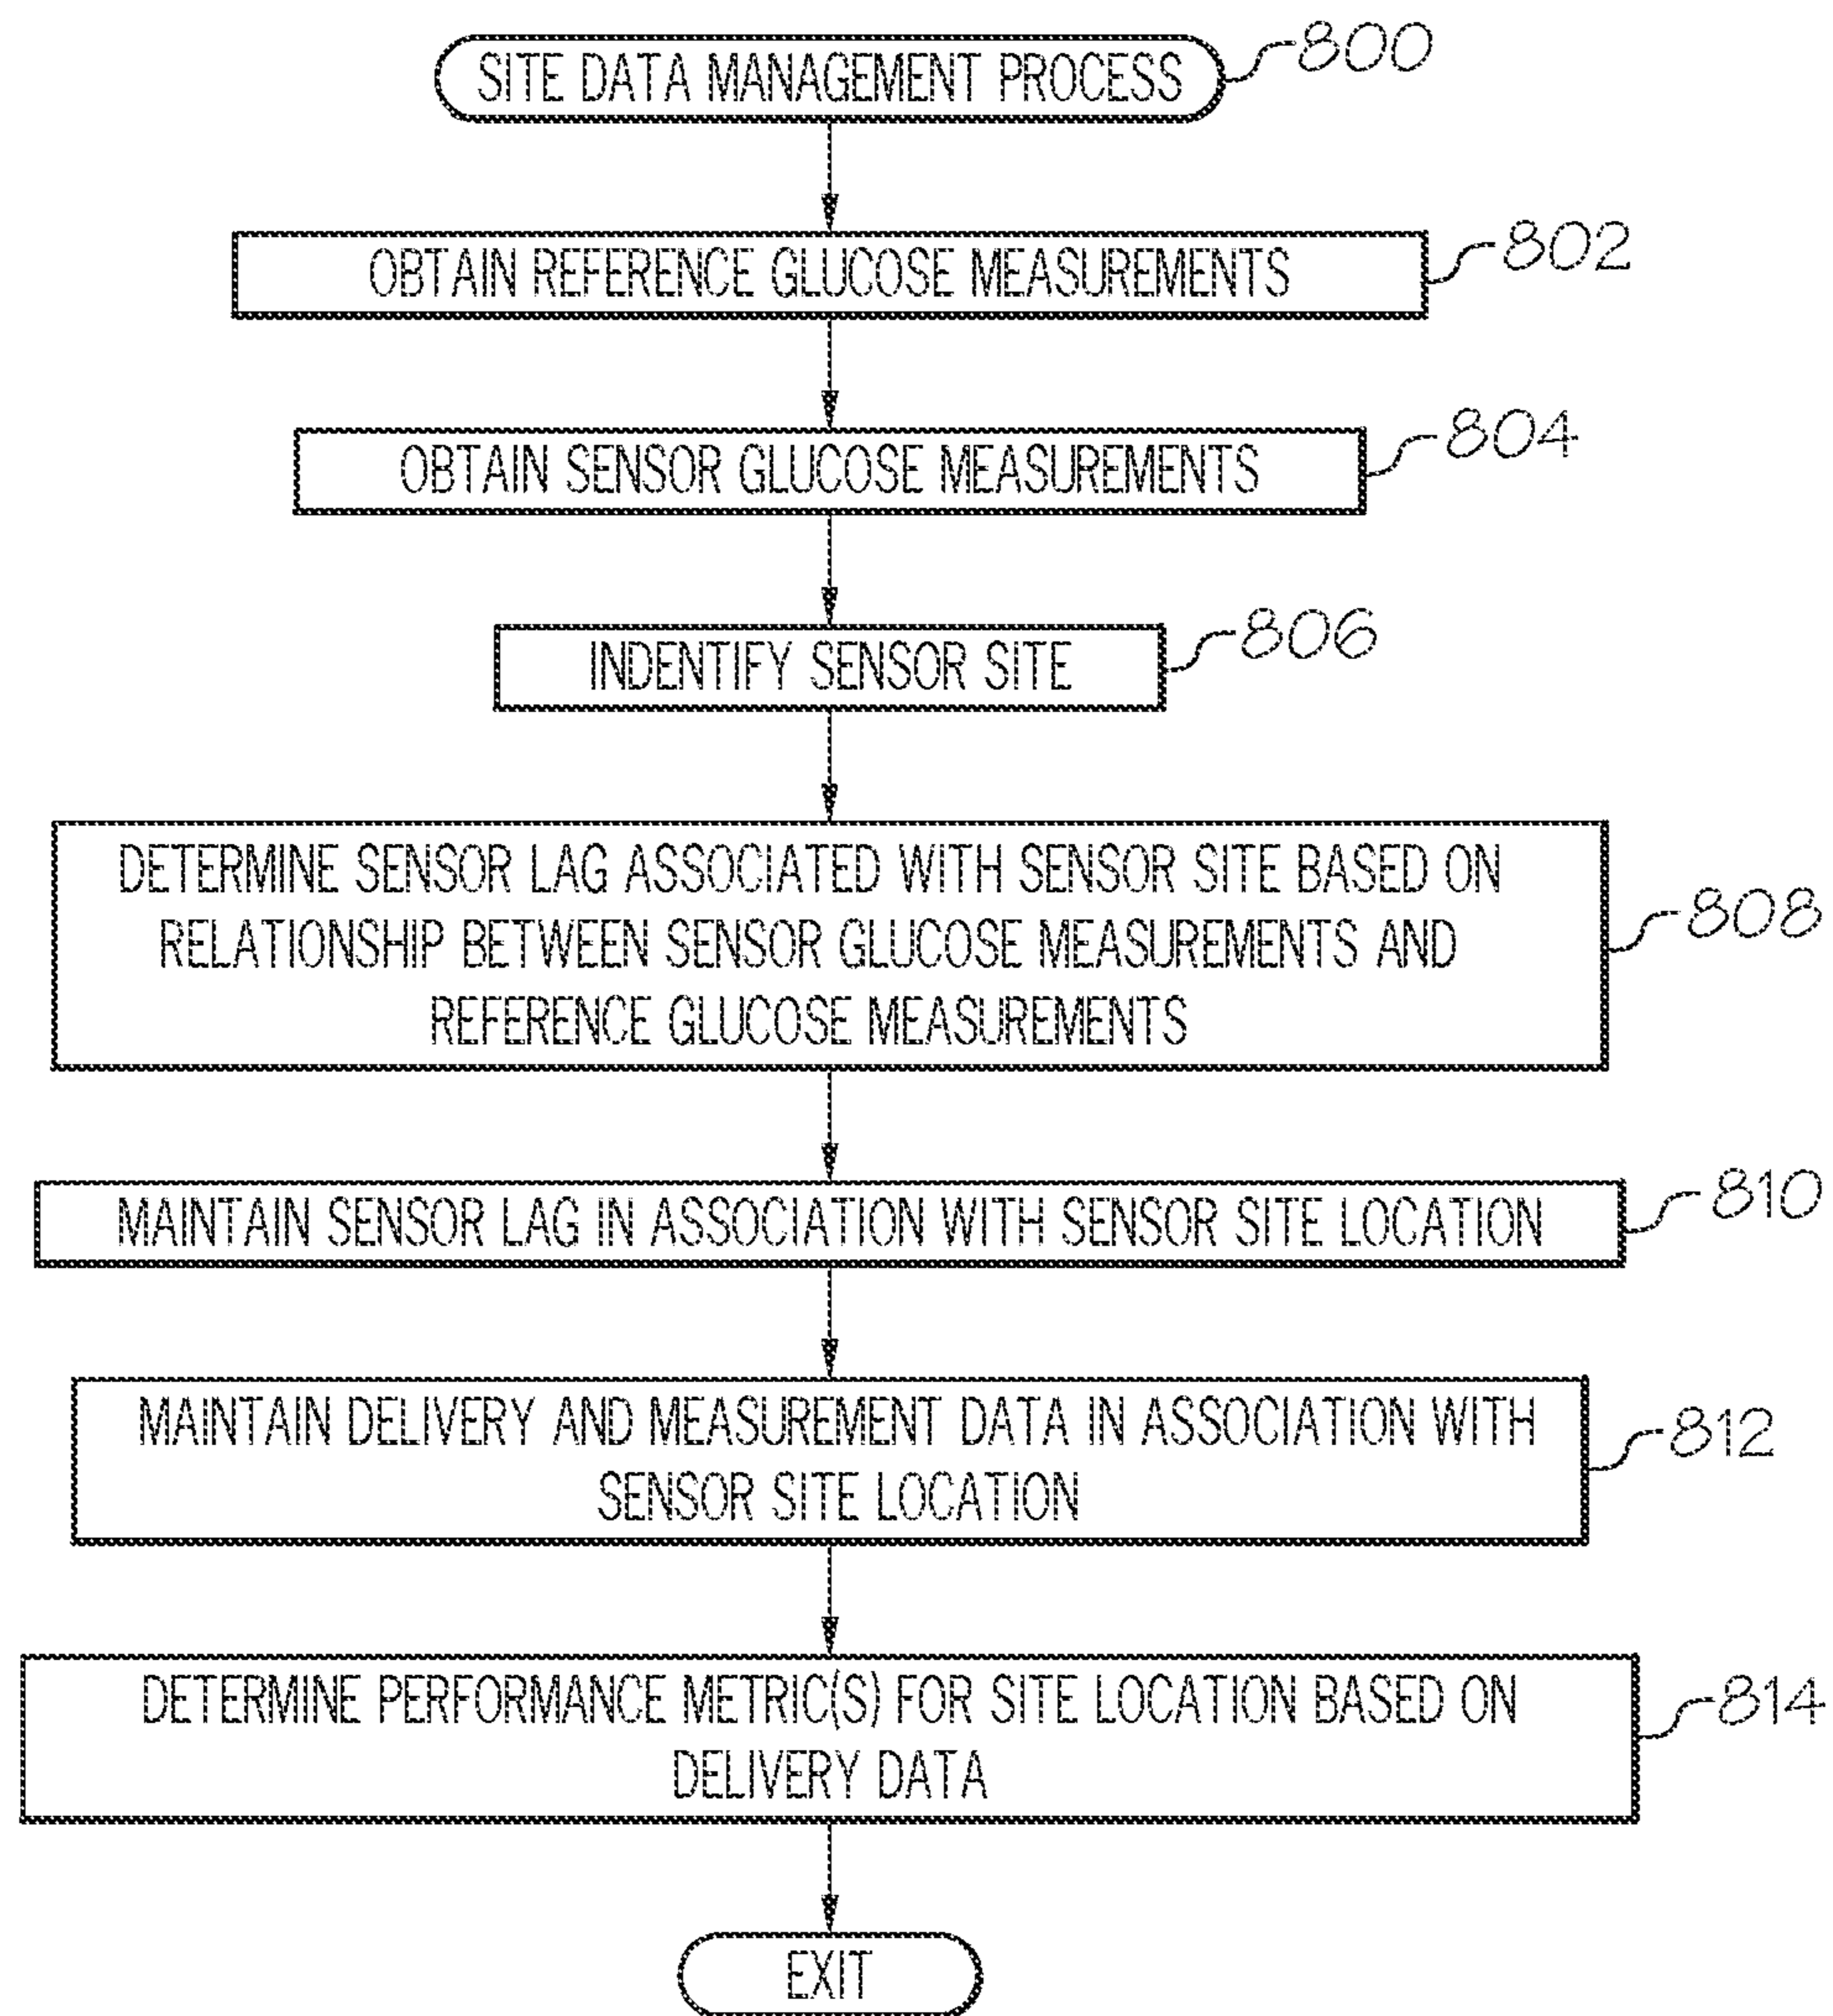 SITE DATA MANAGEMENT PROCESS
800
OBTAIN REFERENCE GLUCOSE MEASUREMENTS
802
OBTAIN SENSOR GLUCOSE MEASUREMENTS
804
INDENTIFY SENSOR SITE
806
DETERMINE SENSOR LAG ASSOCIATED WITH SENSOR SITE BASED ON
RELATIONSHIP BETWEEN SENSOR GLUCOSE MEASUREMENTS AND
REFERENCE GLUCOSE MEASUREMENTS
808
MAINTAIN SENSOR LAG IN ASSOCIATION WITH SENSOR SITE LOCATION
810
MAINTAIN DELIVERY AND MEASUREMENT DATA IN ASSOCIATION WITH
SENSOR SITE LOCATION
812
DETERMINE PERFORMANCE METRIC(S) FOR SITE LOCATION BASED ON
DELIVERY DATA
814
EXIT